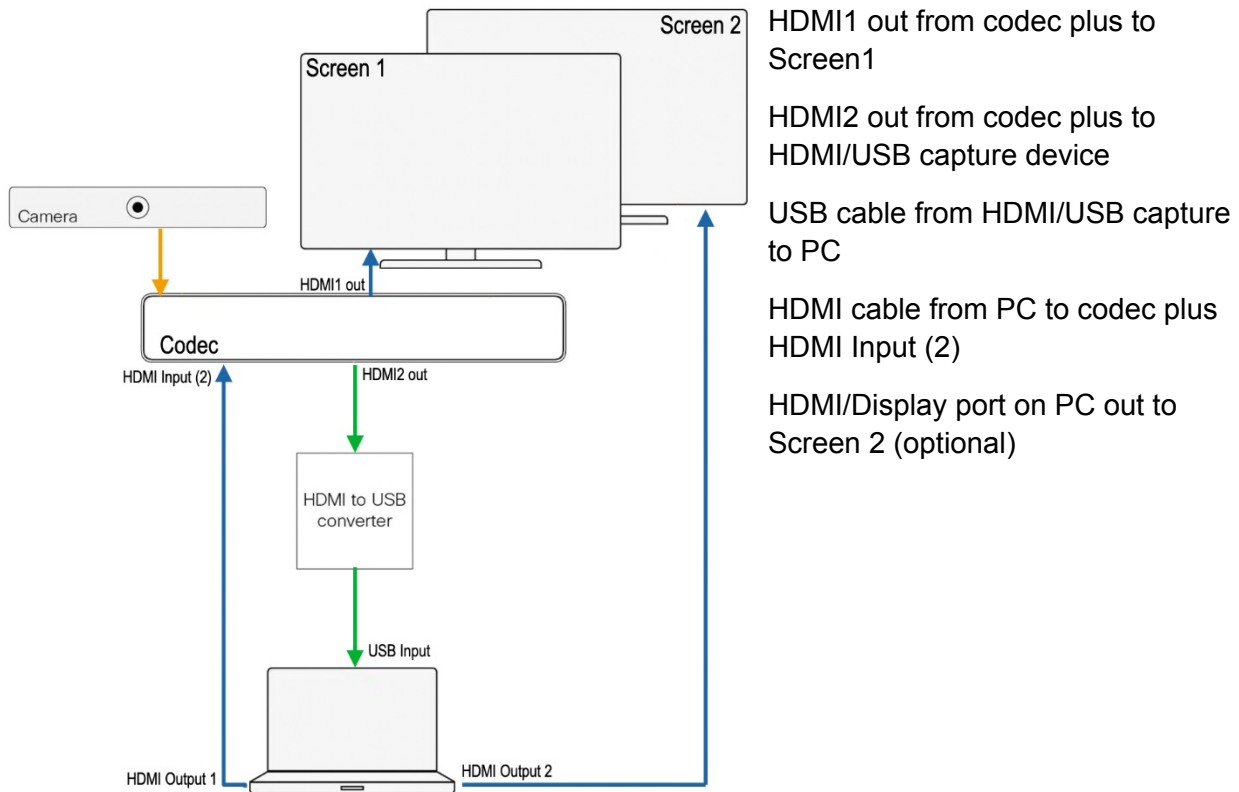 Screen 2
Screen 1
Camera
HDMI1 out
Codec
HDMI Input (2)
HDMI2 out
HDMI to USB
converter
USB Input
HDMI Output 1
HDMI Output 2
HDMI1 out from codec plus to
Screen1
HDMI2 out from codec plus to
HDMI/USB capture device
USB cable from HDMI/USB capture
to PC
HDMI cable from PC to codec plus
HDMI Input (2)
HDMI/Display port on PC out to
Screen 2 (optional)